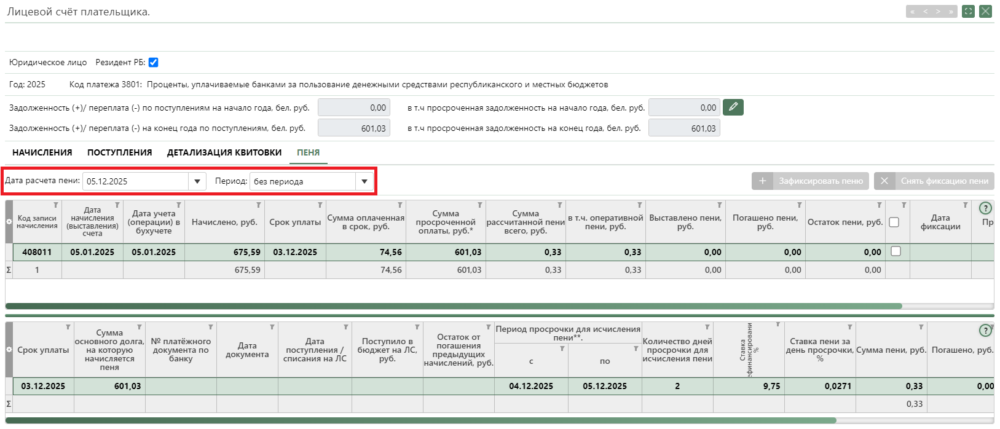 Лицевой счёт плательщика.
« < > »
Юридическое лицо Резидент РБ:
Год: 2025 Код платежа 3801: Проценты, уплачиваемые банками за пользование денежными средствами республиканского и местных бюджетов
Задолженность (+)/ переплата (-) по поступлениям на начало года, бел. руб. 0,00 в т.ч просроченная задолженность на начало года, бел. руб. 0,00
Задолженность (+)/ переплата (-) на конец года по поступлениям, бел. руб. 601,03 в т.ч просроченная задолженность на конец года, бел. руб. 601,03
НАЧИСЛЕНИЯ ПОСТУПЛЕНИЯ ДЕТАЛИЗАЦИЯ КВИТОВКИ ПЕНЯ
Дата расчета пени: 05.12.2025 Период: без периода + Зафиксировать пеню × Снять фиксацию пени
Код записи начисления
Дата начисления (выставления) счета
Дата учета (операции) в бухучете
Начислено, руб.
Срок уплаты
Сумма оплаченная в срок, руб.
Сумма просроченной оплаты, руб.*
Сумма рассчитанной пени всего, руб.
в т.ч. оперативной пени, руб.
Выставлено пени, руб.
Погашено пени, руб.
Остаток пени, руб.
Дата фиксации
?
Пр
408011 05.01.2025 05.01.2025 675,59 03.12.2025 74,56 601,03 0,33 0,33 0,00 0,00 0,00
Σ 1 675,59 74,56 601,03 0,33 0,33 0,00 0,00 0,00
Срок уплаты
Сумма основного долга, на которую начисляется пеня
№ платёжного документа по банку
Дата документа
Дата поступления / списания на ЛС
Поступило в бюджет на ЛС, руб.
Остаток от погашения предыдущих начислений, руб.
Период просрочки для исчисления пени**.
с
по
Количество дней просрочки для исчисления пени
Ставка ефинансировани %
Ставка пени за день просрочки, %
Сумма пени, руб.
?
Погашено, руб.
03.12.2025 601,03 04.12.2025 05.12.2025 2 9,75 0,0271 0,33 0,00
Σ 0,33